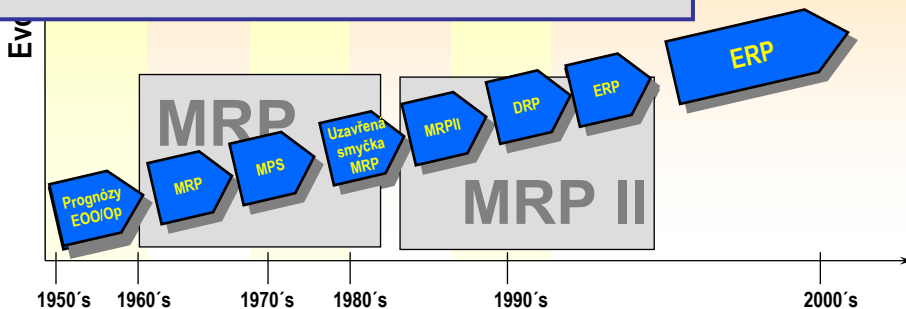 Evo
MRP
MRP II
Prognózy
EOO/Op
MRP
MPS
Uzavřená
smyčka
MRP
MRPII
DRP
ERP
ERP
1950´s
1960´s
1970´s
1980´s
1990´s
2000´s